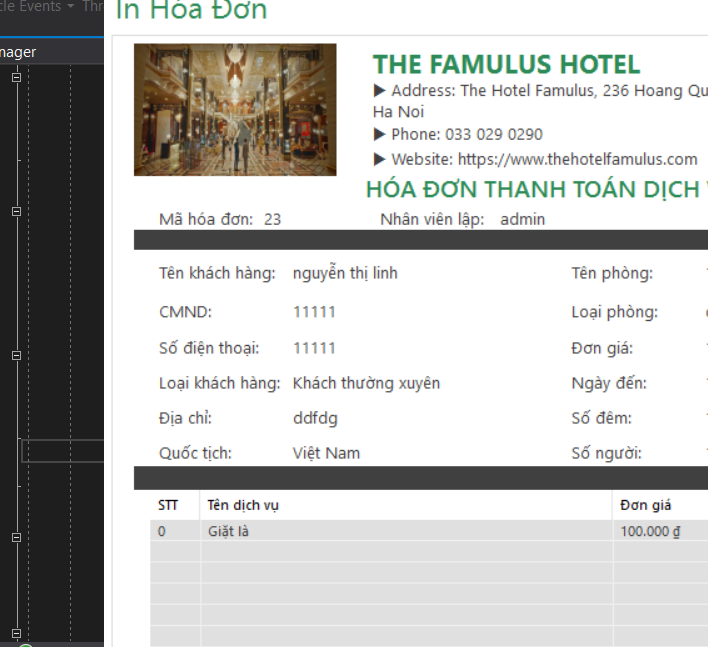 cle Events
Thr
nager
In Hóa Đơn
THE FAMULUS HOTEL
▶ Address: The Hotel Famulus, 236 Hoang Qu
Ha Noi
▶ Phone: 033 029 0290
▶ Website: https://www.thehotelfamulus.com
HÓA ĐƠN THANH TOÁN DỊCH
Mã hóa đơn: 23 Nhân viên lập: admin
Tên khách hàng: nguyễn thị linh Tên phòng:
CMND: 11111 Loại phòng:
Số điện thoại: 11111 Đơn giá:
Loại khách hàng: Khách thường xuyên Ngày đến:
Địa chỉ: ddfdg Số đêm:
Quốc tịch: Việt Nam Số người:
STT Tên dịch vụ Đơn giá
0 Giặt là 100.000 ₫